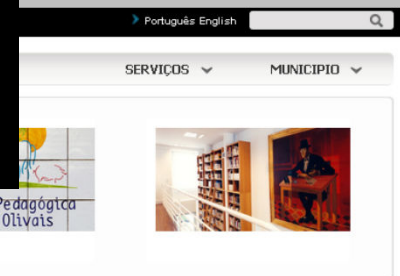 Português English
SERVIÇOS
MUNICIPIO
Pedagógica
Olivais